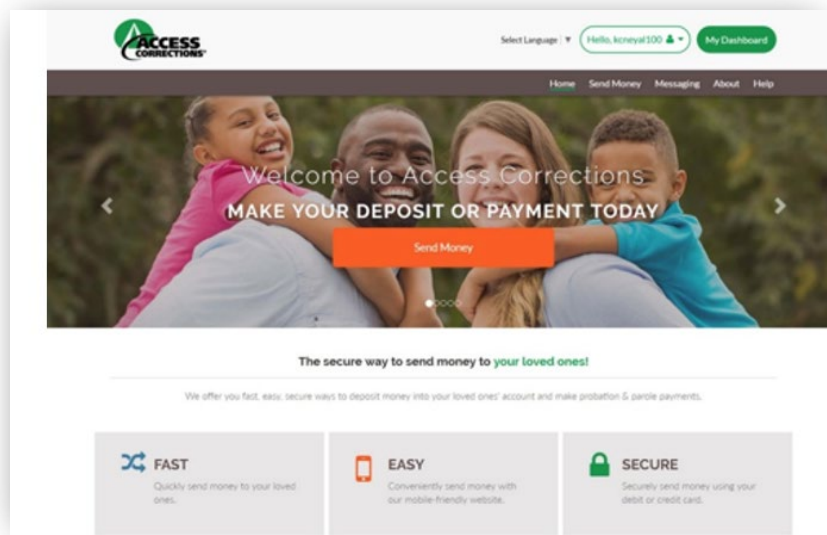 ACCESS
CORRECTIONS
Select Language ▼
Hello, kcneyal100
My Dashboard
Home Send Money Messaging About Help
Welcome to Access Corrections
MAKE YOUR DEPOSIT OR PAYMENT TODAY
Send Money
The secure way to send money to your loved ones!
We offer you fast, easy, secure ways to deposit money into your loved ones' account and make probation & parole payments.
FAST
Quickly send money to your loved
ones.
EASY
Conveniently send money with
our mobile-friendly website.
SECURE
Securely send money using your
debit or credit card.